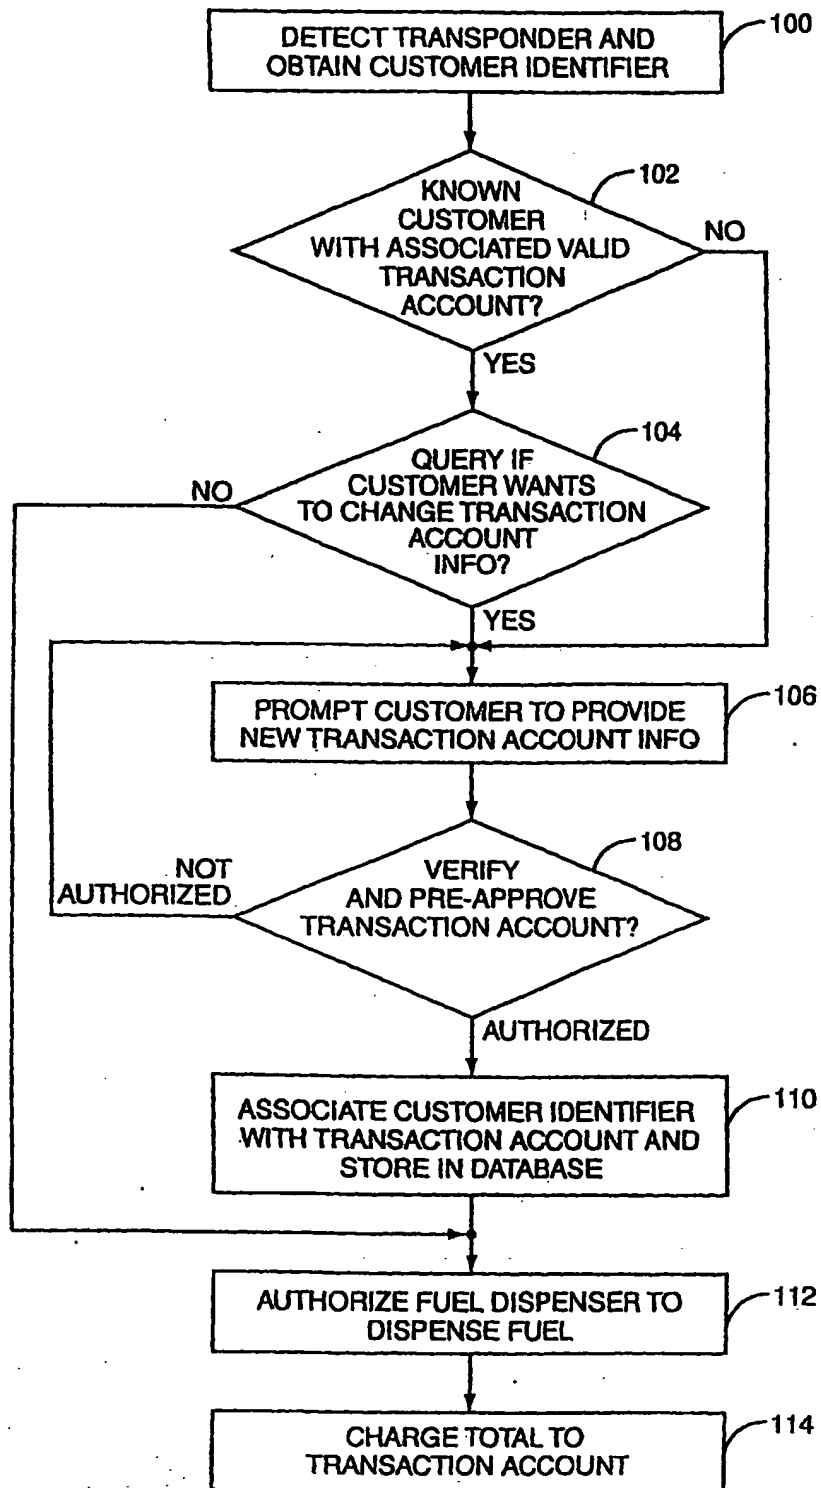 DETECT TRANSPONDER AND
OBTAIN CUSTOMER IDENTIFIER
100
KNOWN
CUSTOMER
WITH ASSOCIATED VALID
TRANSACTION
ACCOUNT?
102
NO
YES
QUERY IF
CUSTOMER WANTS
TO CHANGE TRANSACTION
ACCOUNT
INFO?
104
NO
YES
PROMPT CUSTOMER TO PROVIDE
NEW TRANSACTION ACCOUNT INFO
106
VERIFY
AND PRE-APPROVE
TRANSACTION ACCOUNT?
108
NOT
AUTHORIZED
AUTHORIZED
ASSOCIATE CUSTOMER IDENTIFIER
WITH TRANSACTION ACCOUNT AND
STORE IN DATABASE
110
AUTHORIZE FUEL DISPENSER TO
DISPENSE FUEL
112
CHARGE TOTAL TO
TRANSACTION ACCOUNT
114